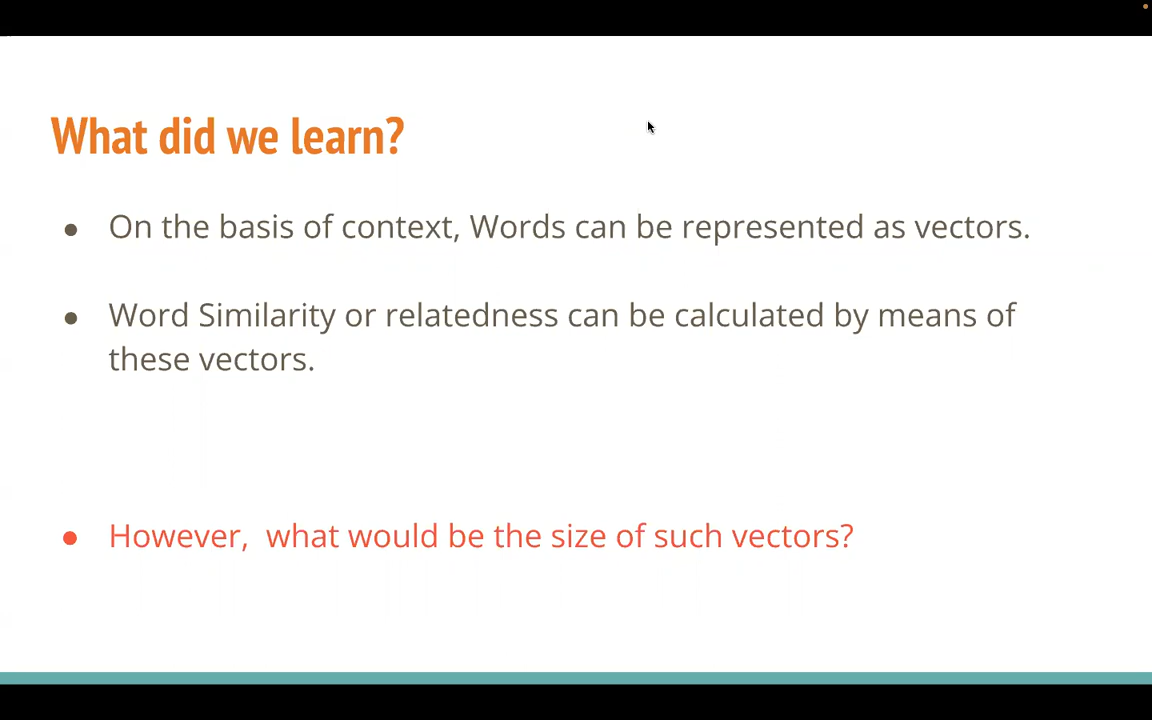 What did we learn?
● On the basis of context, Words can be represented as vectors.
● Word Similarity or relatedness can be calculated by means of
these vectors.
● However,  what would be the size of such vectors?